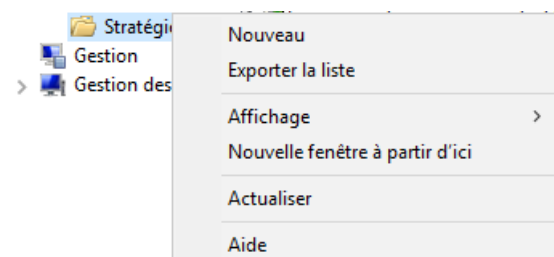 Stratégi
Gestion
Gestion des
Nouveau
Exporter la liste
Affichage
Nouvelle fenêtre à partir d'ici
Actualiser
Aide